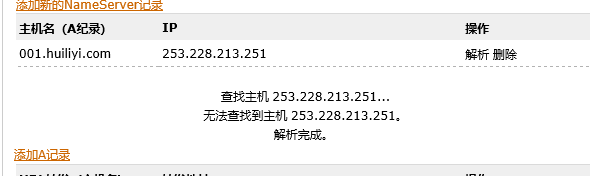 添加新的NameServer记录
主机名（A纪录） IP 操作
001.huiliyi.com 253.228.213.251 解析 删除
查找主机 253.228.213.251...
无法查找到主机 253.228.213.251。
解析完成。
添加A记录